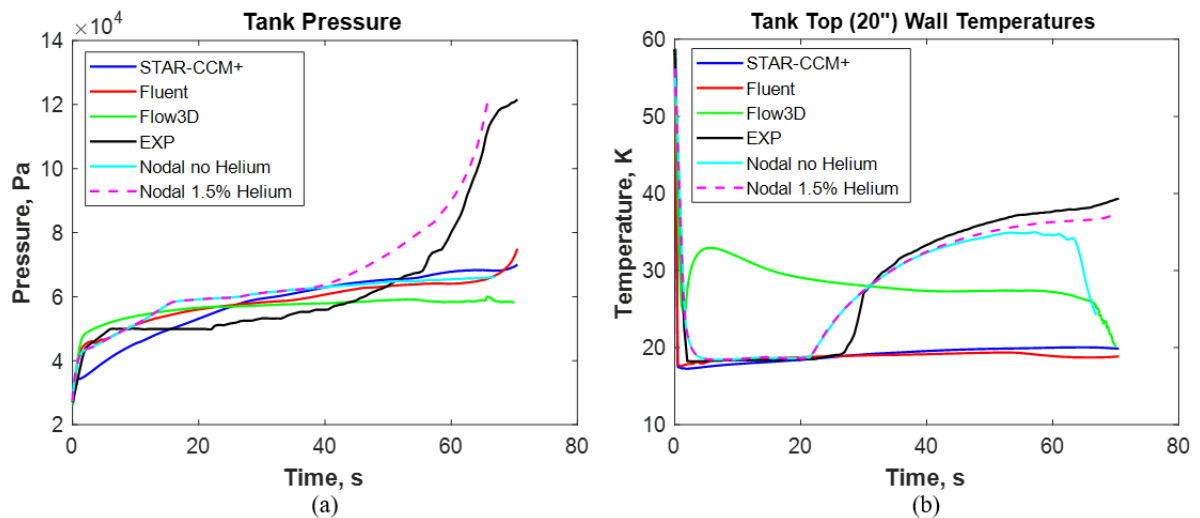 Tank Pressure
×10⁴
14
12
10
8
6
4
2
0
20
40
60
80
Pressure, Pa
Time, s
STAR-CCM+
Fluent
Flow3D
EXP
Nodal no Helium
Nodal 1.5% Helium
(a)
Tank Top (20") Wall Temperatures
60
50
40
30
20
10
0
20
40
60
80
Temperature, K
Time, s
STAR-CCM+
Fluent
Flow3D
EXP
Nodal no Helium
Nodal 1.5% Helium
(b)